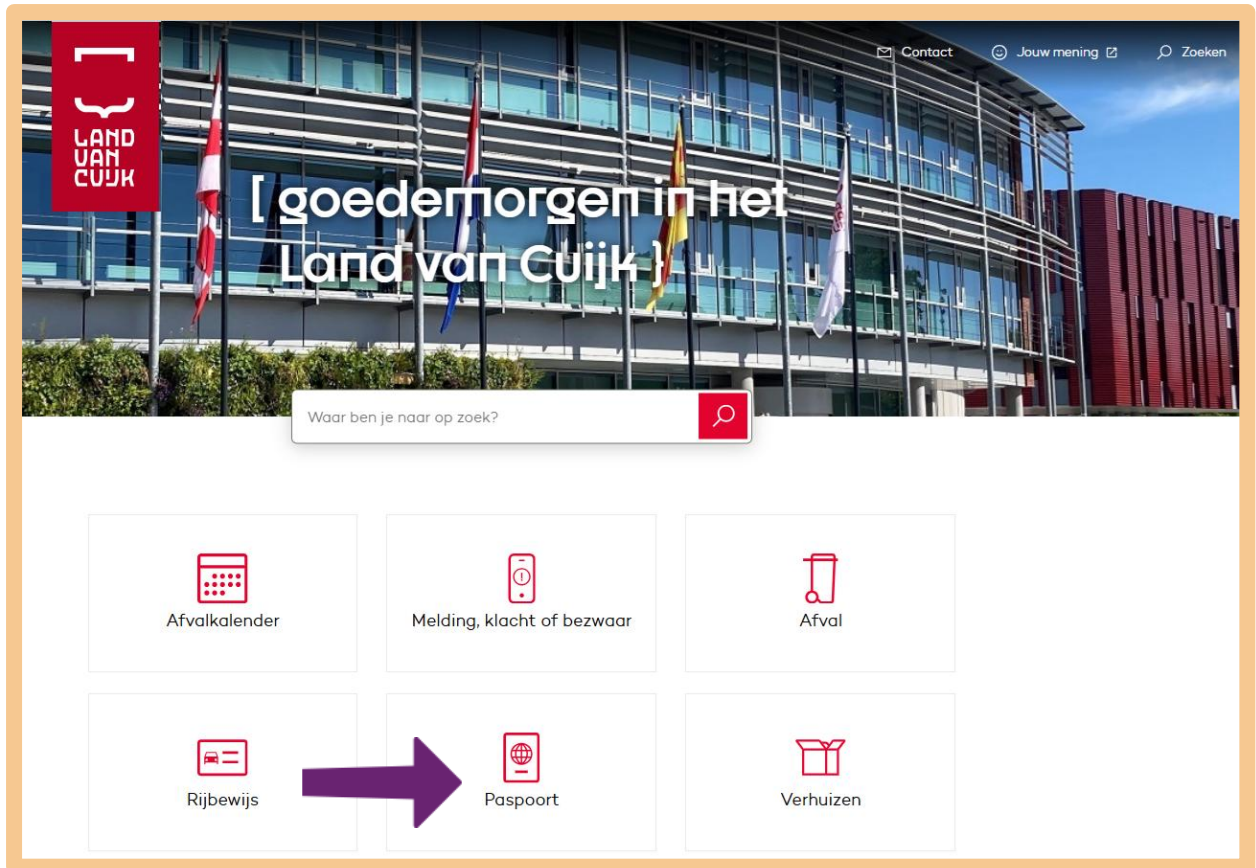 LAND
VAN
CUIJK
Contact
Jouw mening
Zoeken
[ goedemorgen in het
Land van Cuijk }
Waar ben je naar op zoek?
Afvalkalender
Melding, klacht of bezwaar
Afval
Rijbewijs
Paspoort
Verhuizen